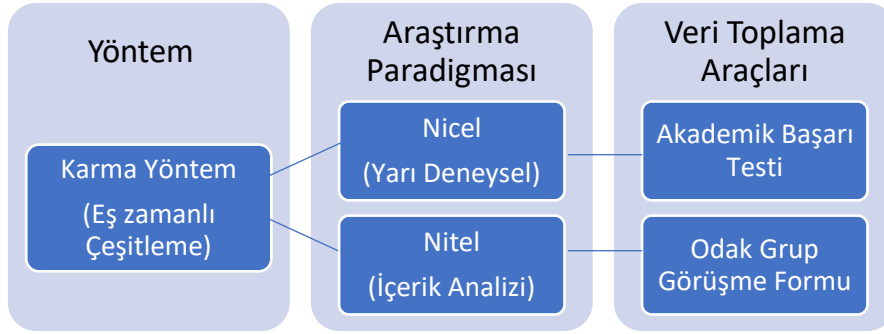 Yöntem
Araştırma
Paradigması
Veri Toplama
Araçları
Karma Yöntem
(Eş zamanlı
Çeşitleme)
Nicel
(Yarı Deneysel)
Nitel
(İçerik Analizi)
Akademik Başarı
Testi
Odak Grup
Görüşme Formu